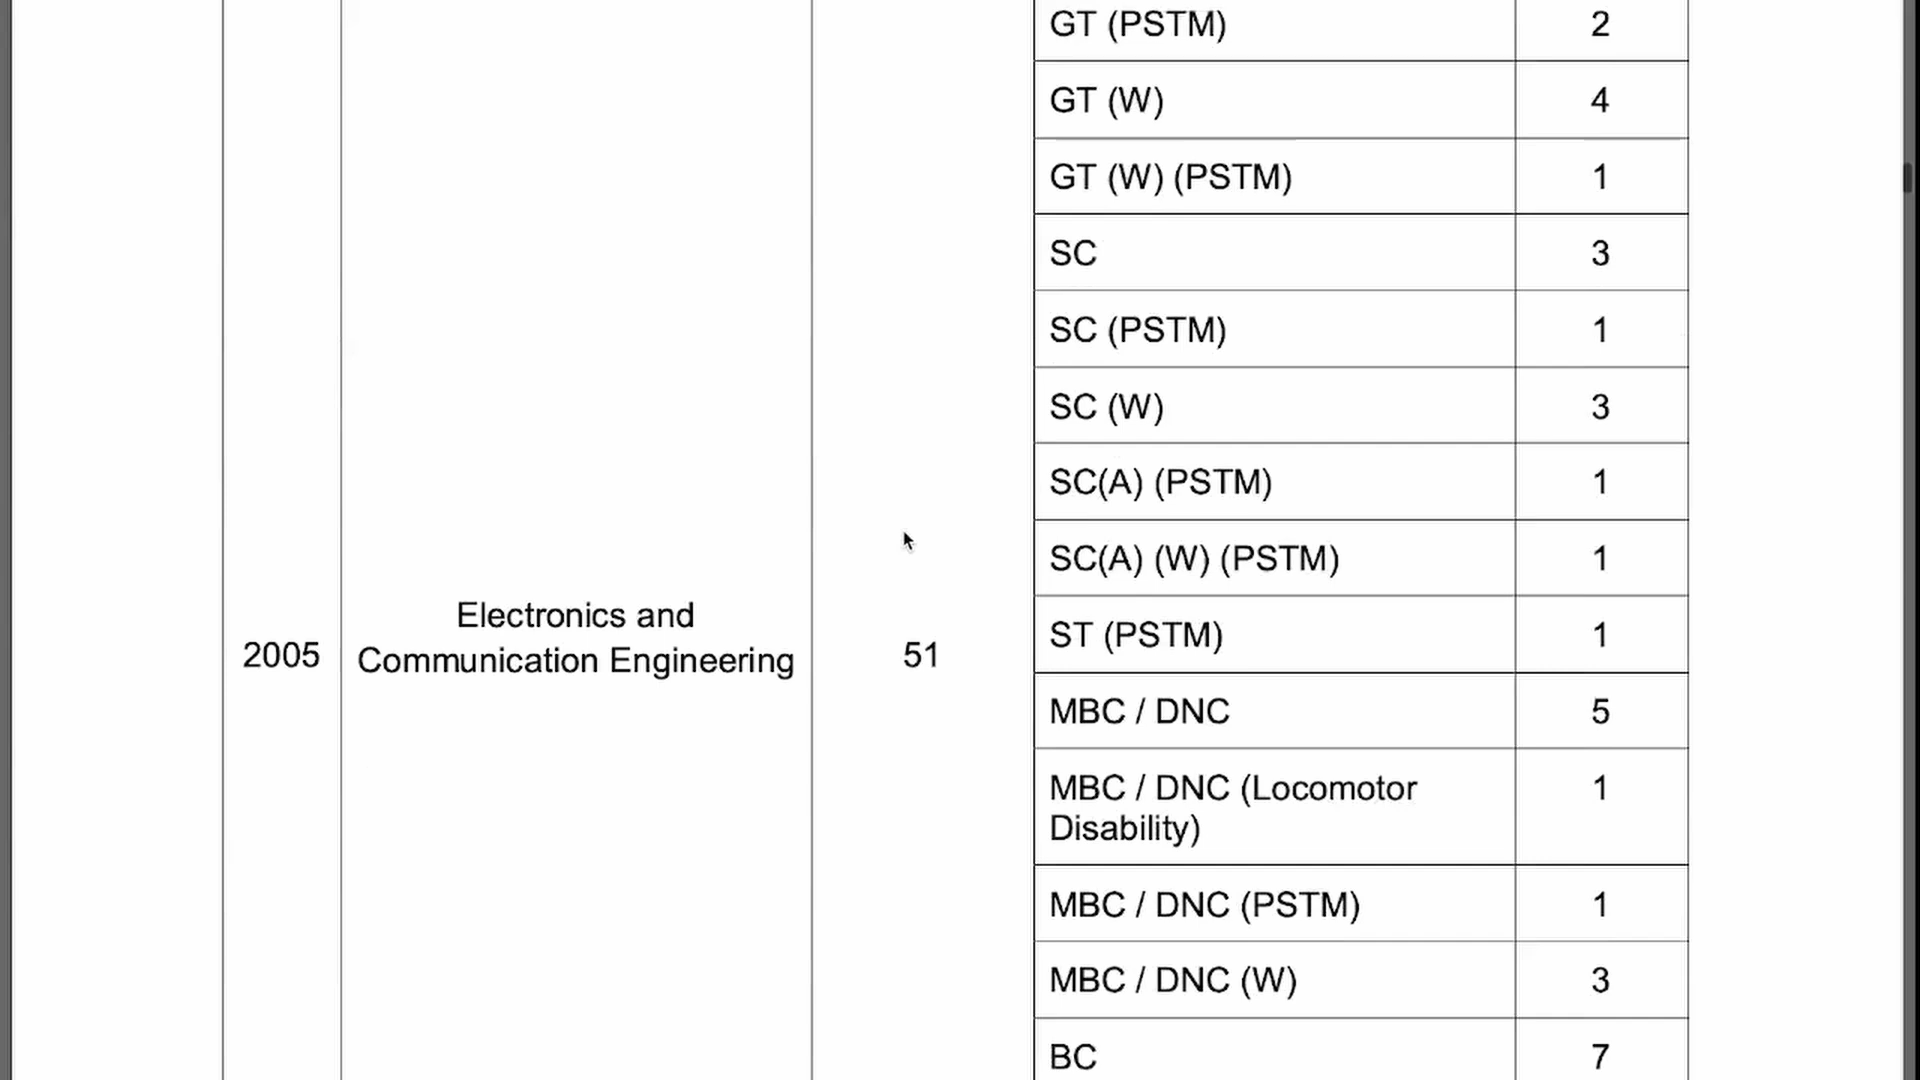 GT (PSTM) 2
GT (W) 4
GT (W) (PSTM) 1
SC 3
SC (PSTM) 1
SC (W) 3
SC(A) (PSTM) 1
SC(A) (W) (PSTM) 1
2005 Electronics and
Communication Engineering 51
ST (PSTM) 1
MBC / DNC 5
MBC / DNC (Locomotor
Disability) 1
MBC / DNC (PSTM) 1
MBC / DNC (W) 3
BC 7